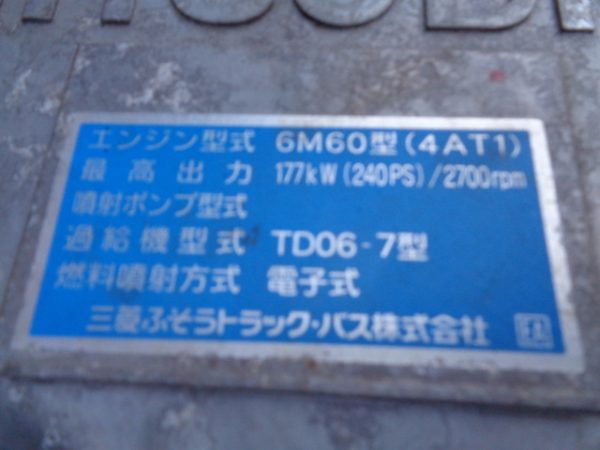 エンジン型式 6M60型(4AT1)
最高出力 177kW(240PS)/2700rpm
噴射ポンプ型式
過給機型式 TD06-7型
燃料噴射方式 電子式
三菱ふそうトラック・バス株式会社